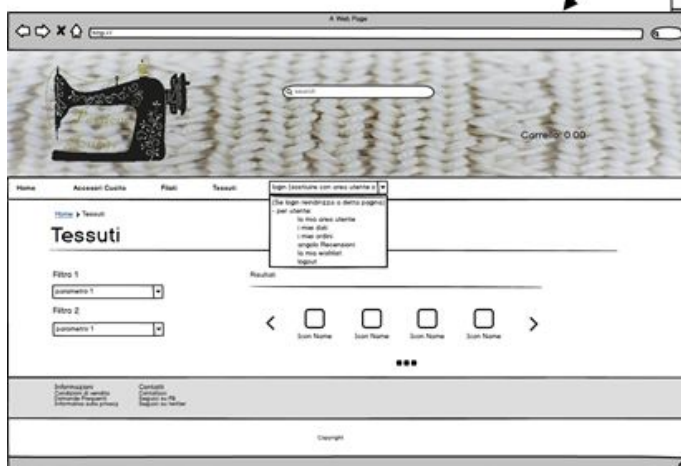 A Web Page
http://
search
Carrello: 0.00
Home Accessori Cucito Filati Tessuti login (sostituire con area utente o
(Se login reindirizza a detta pagina)
- per utente:
la mia area utente
i miei dati
i miei ordini
angolo Recensioni
la mia wishlist
logout
Home Tessuti
Tessuti
Filtro 1
parametro 1
Filtro 2
parametro 1
Risultati
Icon Name Icon Name Icon Name Icon Name
Informazioni
Condizioni di vendita
Domande Frequenti
Informativa sulla privacy
Contatti
Contattaci
Seguici su FB
Seguici su twitter
Copyright